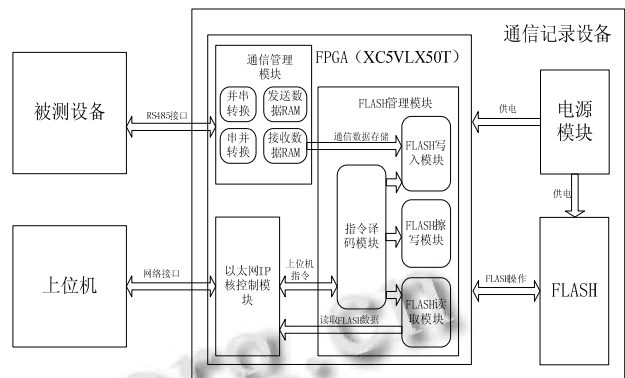 通信记录设备
FPGA（XC5VLX50T）
通信管理
模块
并串
转换
发送数
据RAM
串并
转换
接收数
据RAM
被测设备
RS485接口
FLASH管理模块
通信数据存储
FLASH写
入模块
指令译
码模块
FLASH擦
写模块
FLASH读
取模块
供电
电源
模块
供电
上位机
网络接口
以太网IP
核控制模
块
上位机
指令
读取FLASH数据
FLASH操作
FLASH